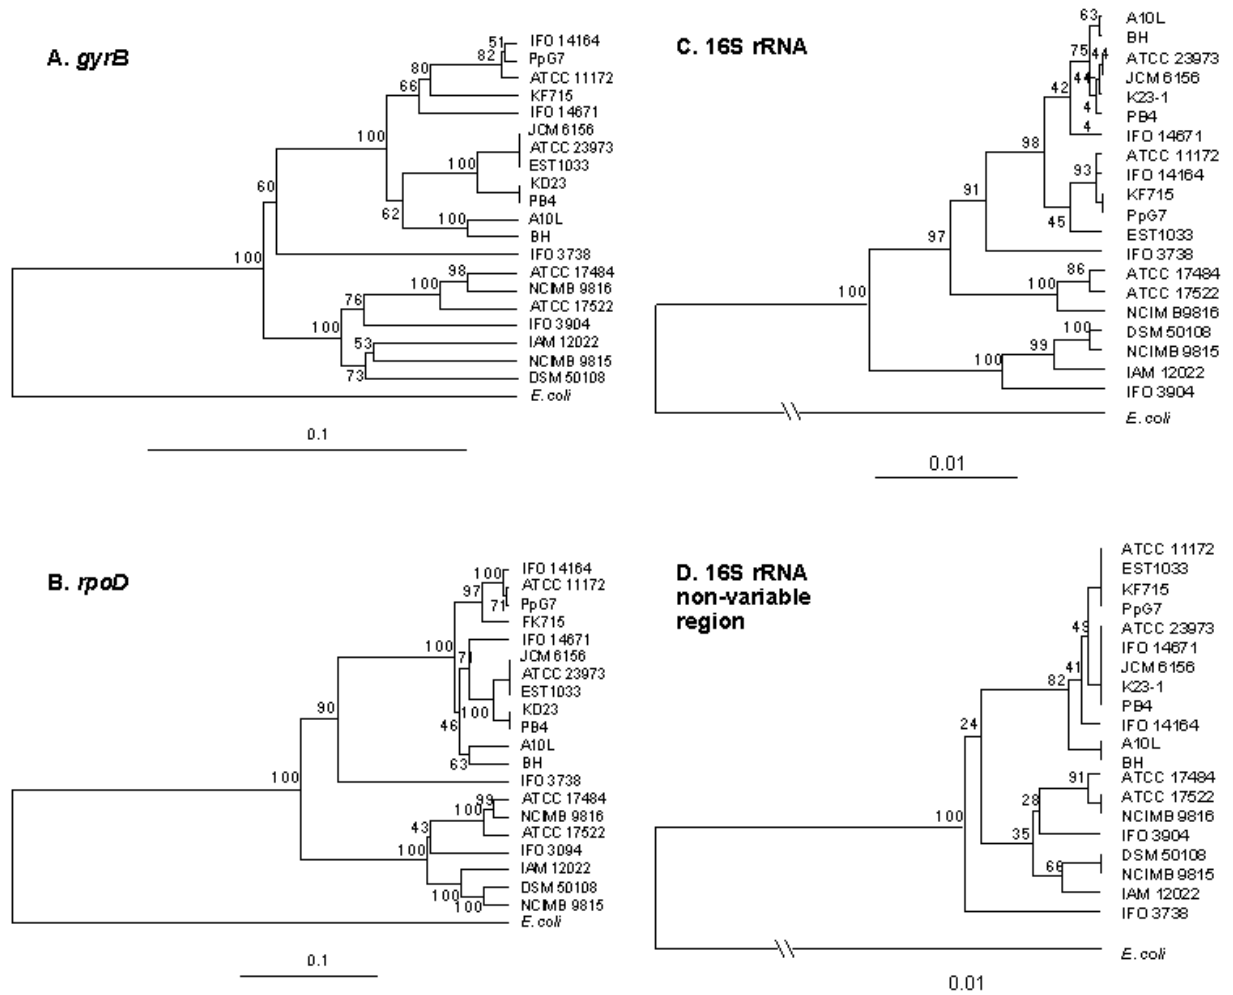 A. gyrB
51
IFO 14164
82
PpG7
80
ATCC 11172
66
KF715
IFO 14671
JCM 6156
100
ATCC 23973
100
EST1033
KD23
60
PB4
62
100
A10L
BH
100
IFO 3738
98
ATCC 17484
100
NCIMB 9816
76
ATCC 17522
100
IFO 3904
53
IAM 12022
NCIMB 9815
73
DSM 50108
E. coli
0.1
C. 16S rRNA
63
A10L
BH
75
44
ATCC 23973
44
JCM 6156
42
K23-1
4
PB4
4
IFO 14671
98
ATCC 11172
93
IFO 14164
91
KF715
PpG7
45
EST1033
97
IFO 3738
86
ATCC 17484
100
ATCC 17522
100
NCIM B9816
100
DSM 50108
99
NCIMB 9815
100
IAM 12022
IFO 3904
E. coli
0.01
B. rpoD
100
IFO 14164
97
ATCC 11172
71
PpG7
FK715
100
IFO 14671
71
JCM 6156
ATCC 23973
EST1033
90
100
KD23
46
PB4
A10L
63
BH
100
IFO 3738
99
ATCC 17484
100
NCIMB 9816
43
ATCC 17522
100
IFO 3094
IAM 12022
100
DSM 50108
100
NCIMB 9815
E. coli
0.1
D. 16S rRNA
non-variable
region
ATCC 11172
EST1033
KF715
PpG7
49
ATCC 23973
IFO 14671
41
JCM 6156
82
K23-1
PB4
24
IFO 14164
A10L
BH
91
ATCC 17484
28
ATCC 17522
100
NCIMB 9816
35
IFO 3904
66
DSM 50108
NCIMB 9815
IAM 12022
IFO 3738
E. coli
0.01